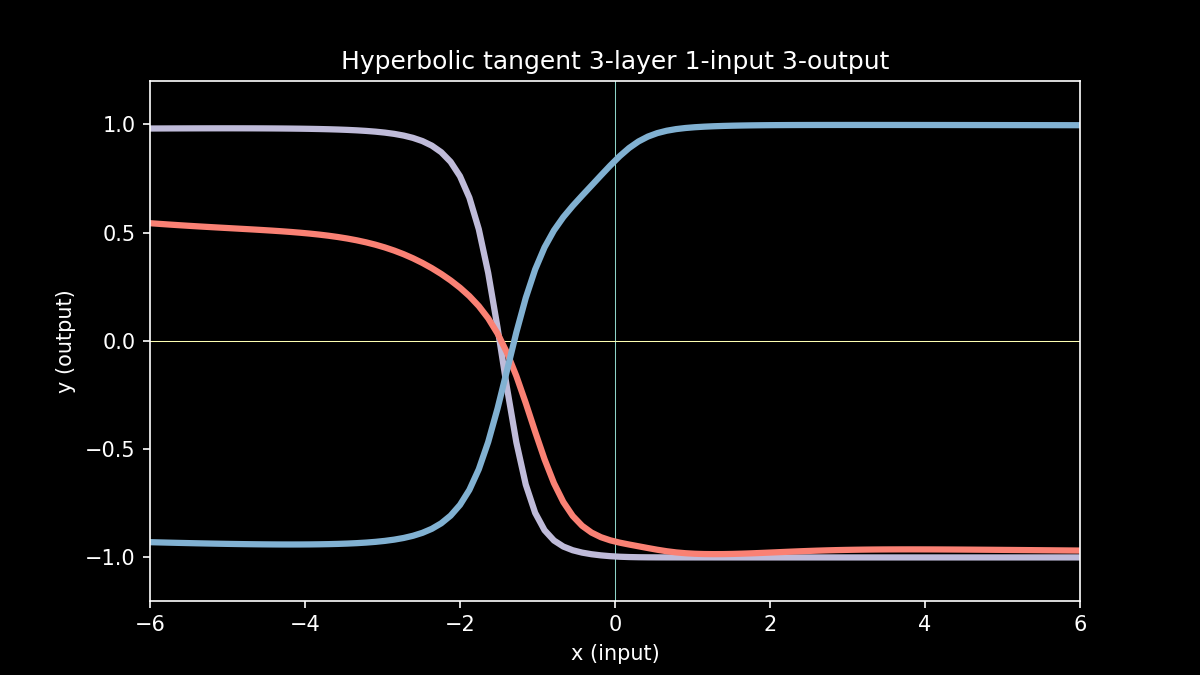 Hyperbolic tangent 3-layer 1-input 3-output
1.0
0.5
0.0
−0.5
−1.0
y (output)
−6 −4 −2 0 2 4 6
x (input)